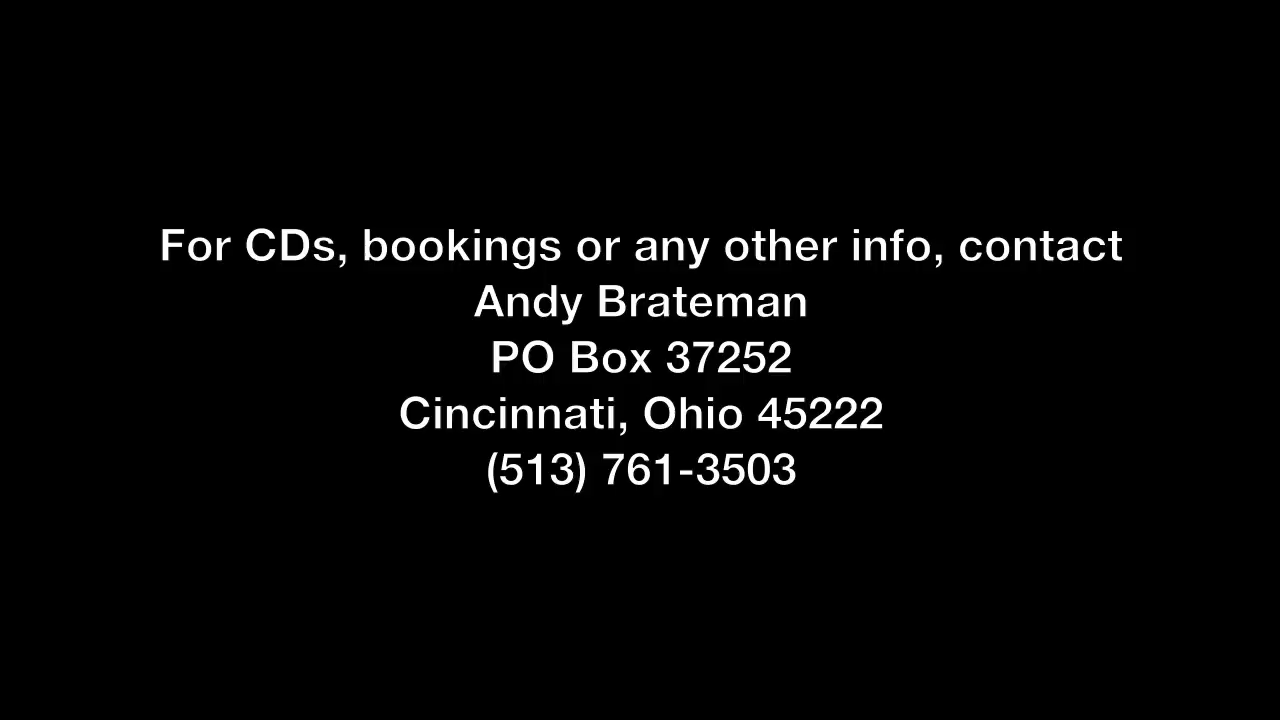 For CDs, bookings or any other info, contact
Andy Brateman
PO Box 37252
Cincinnati, Ohio 45222
(513) 761-3503